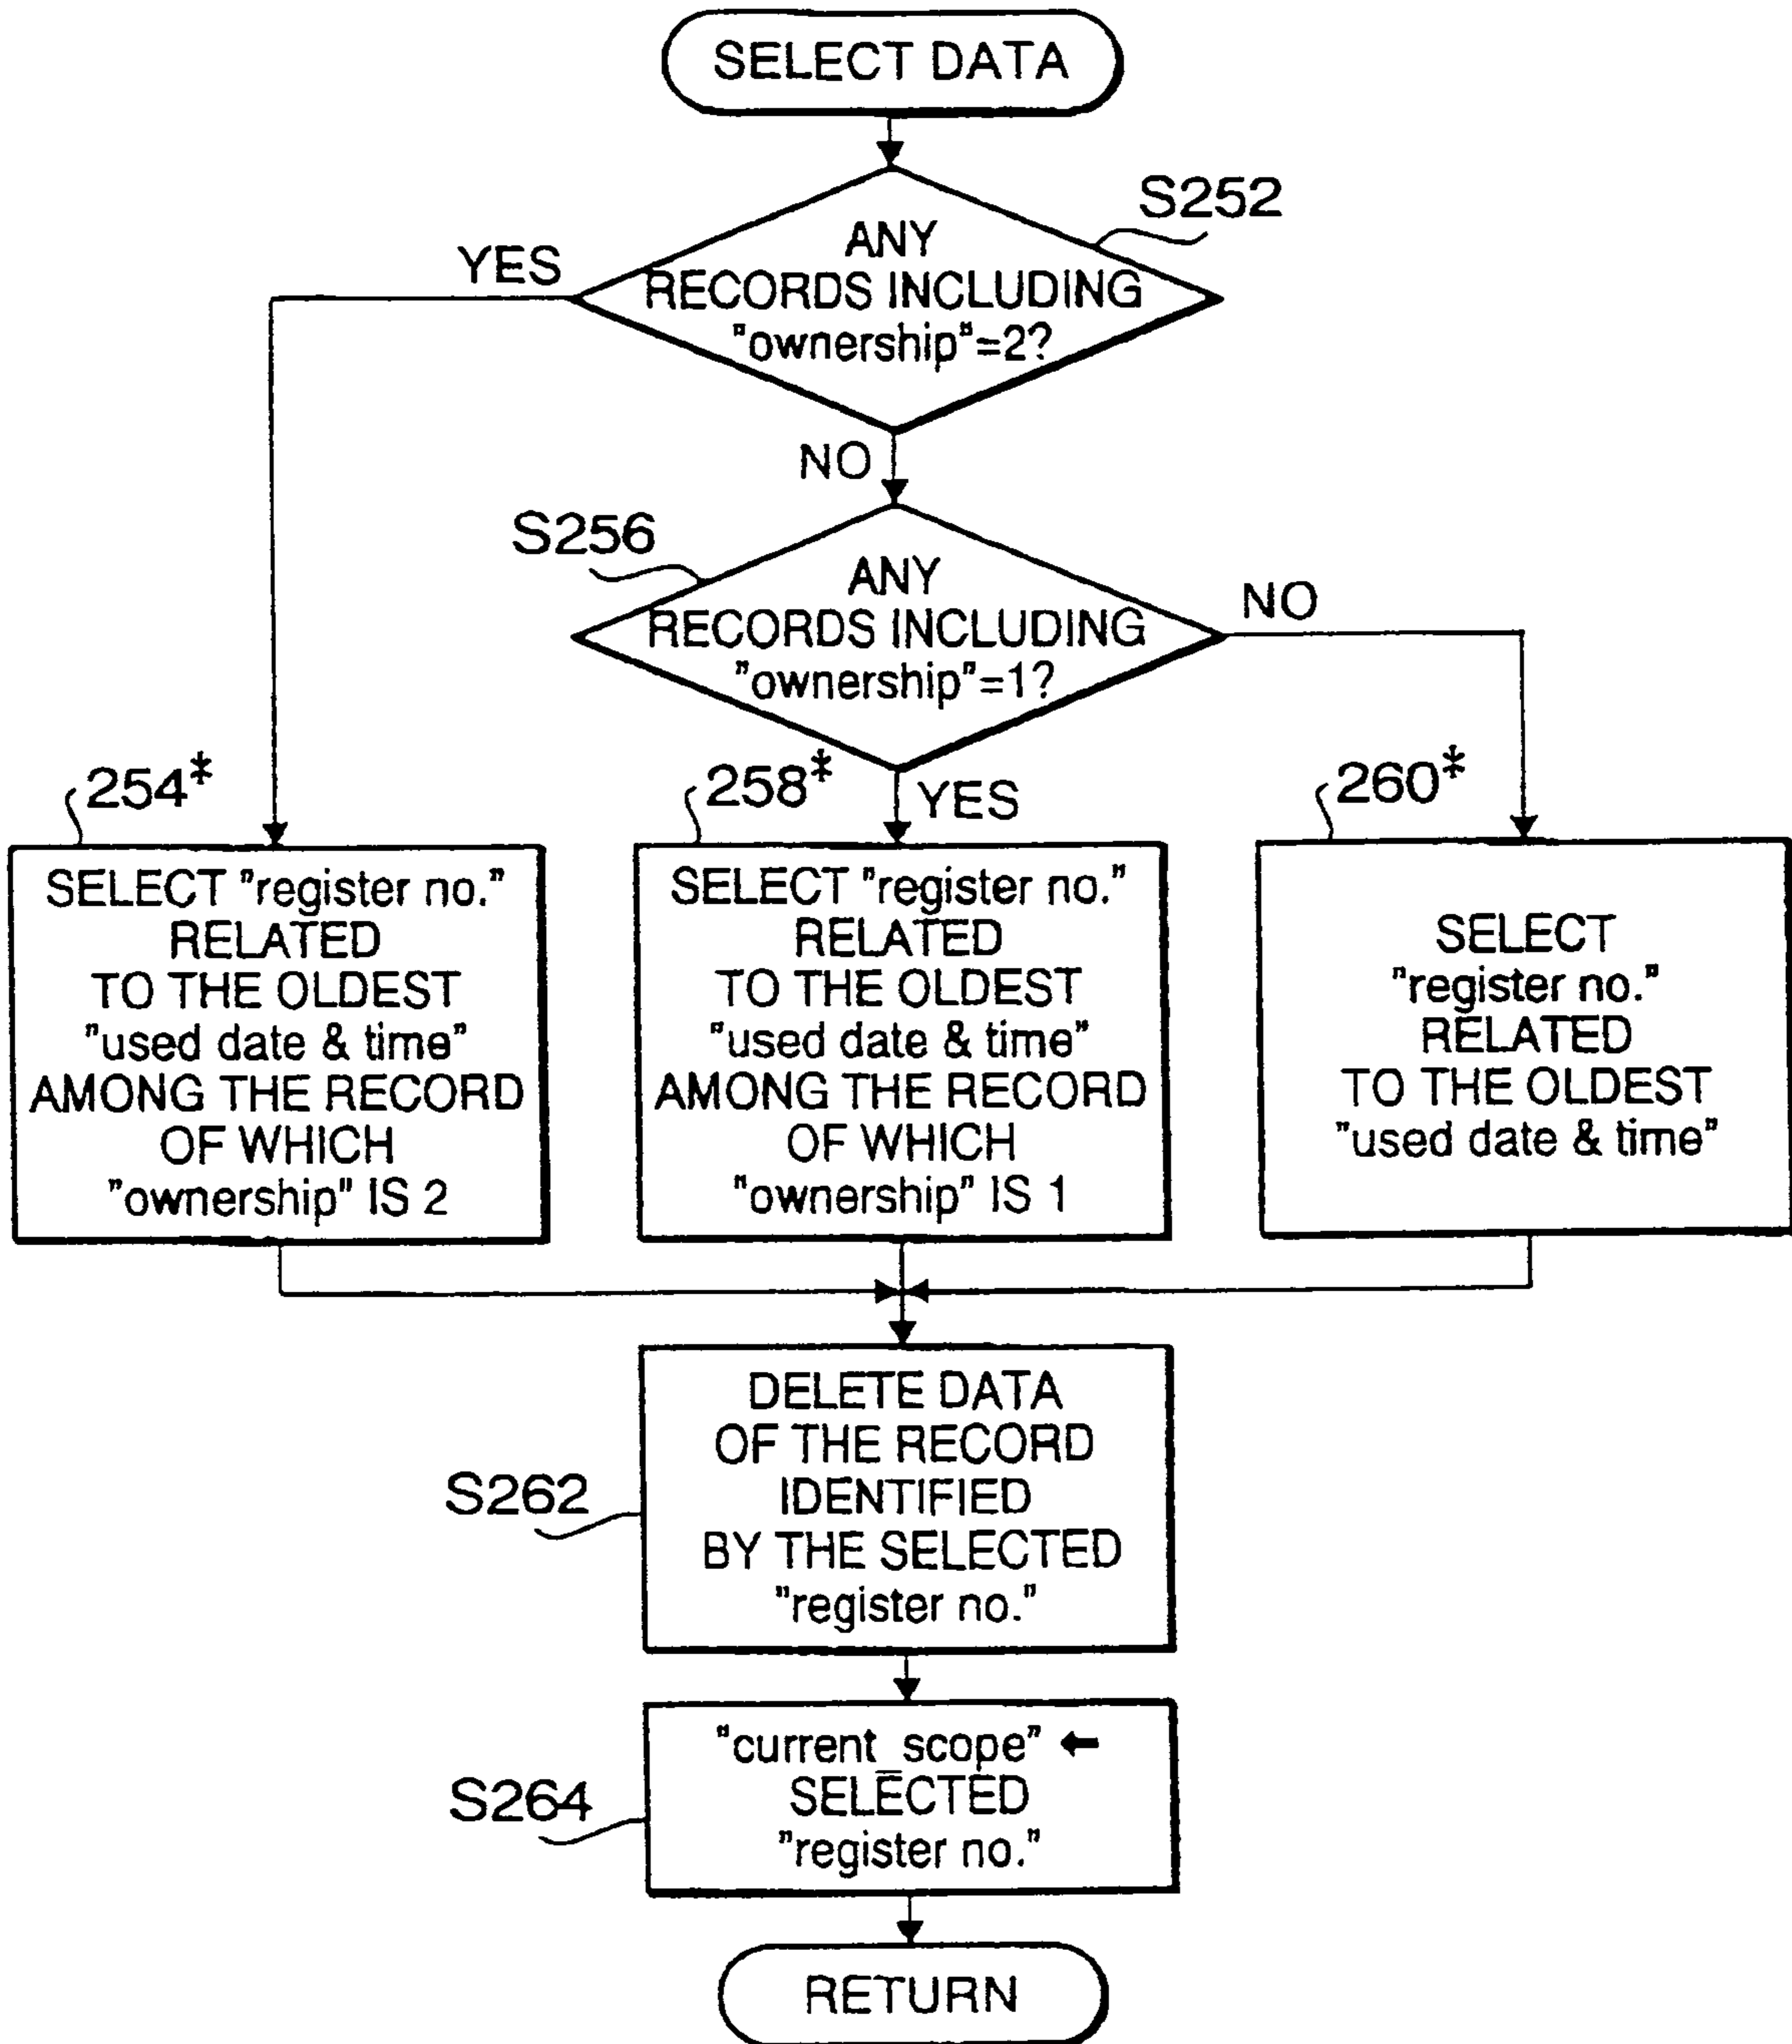 SELECT DATA
S252
ANY
RECORDS INCLUDING
"ownership"=2?
YES
NO
S256
ANY
RECORDS INCLUDING
"ownership"=1?
NO
YES
254*
SELECT "register no."
RELATED
TO THE OLDEST
"used date & time"
AMONG THE RECORD
OF WHICH
"ownership" IS 2
258*
SELECT "register no."
RELATED
TO THE OLDEST
"used date & time"
AMONG THE RECORD
OF WHICH
"ownership" IS 1
260*
SELECT
"register no."
RELATED
TO THE OLDEST
"used date & time"
S262
DELETE DATA
OF THE RECORD
IDENTIFIED
BY THE SELECTED
"register no."
S264
"current_scope" ←
SELECTED
"register no."
RETURN